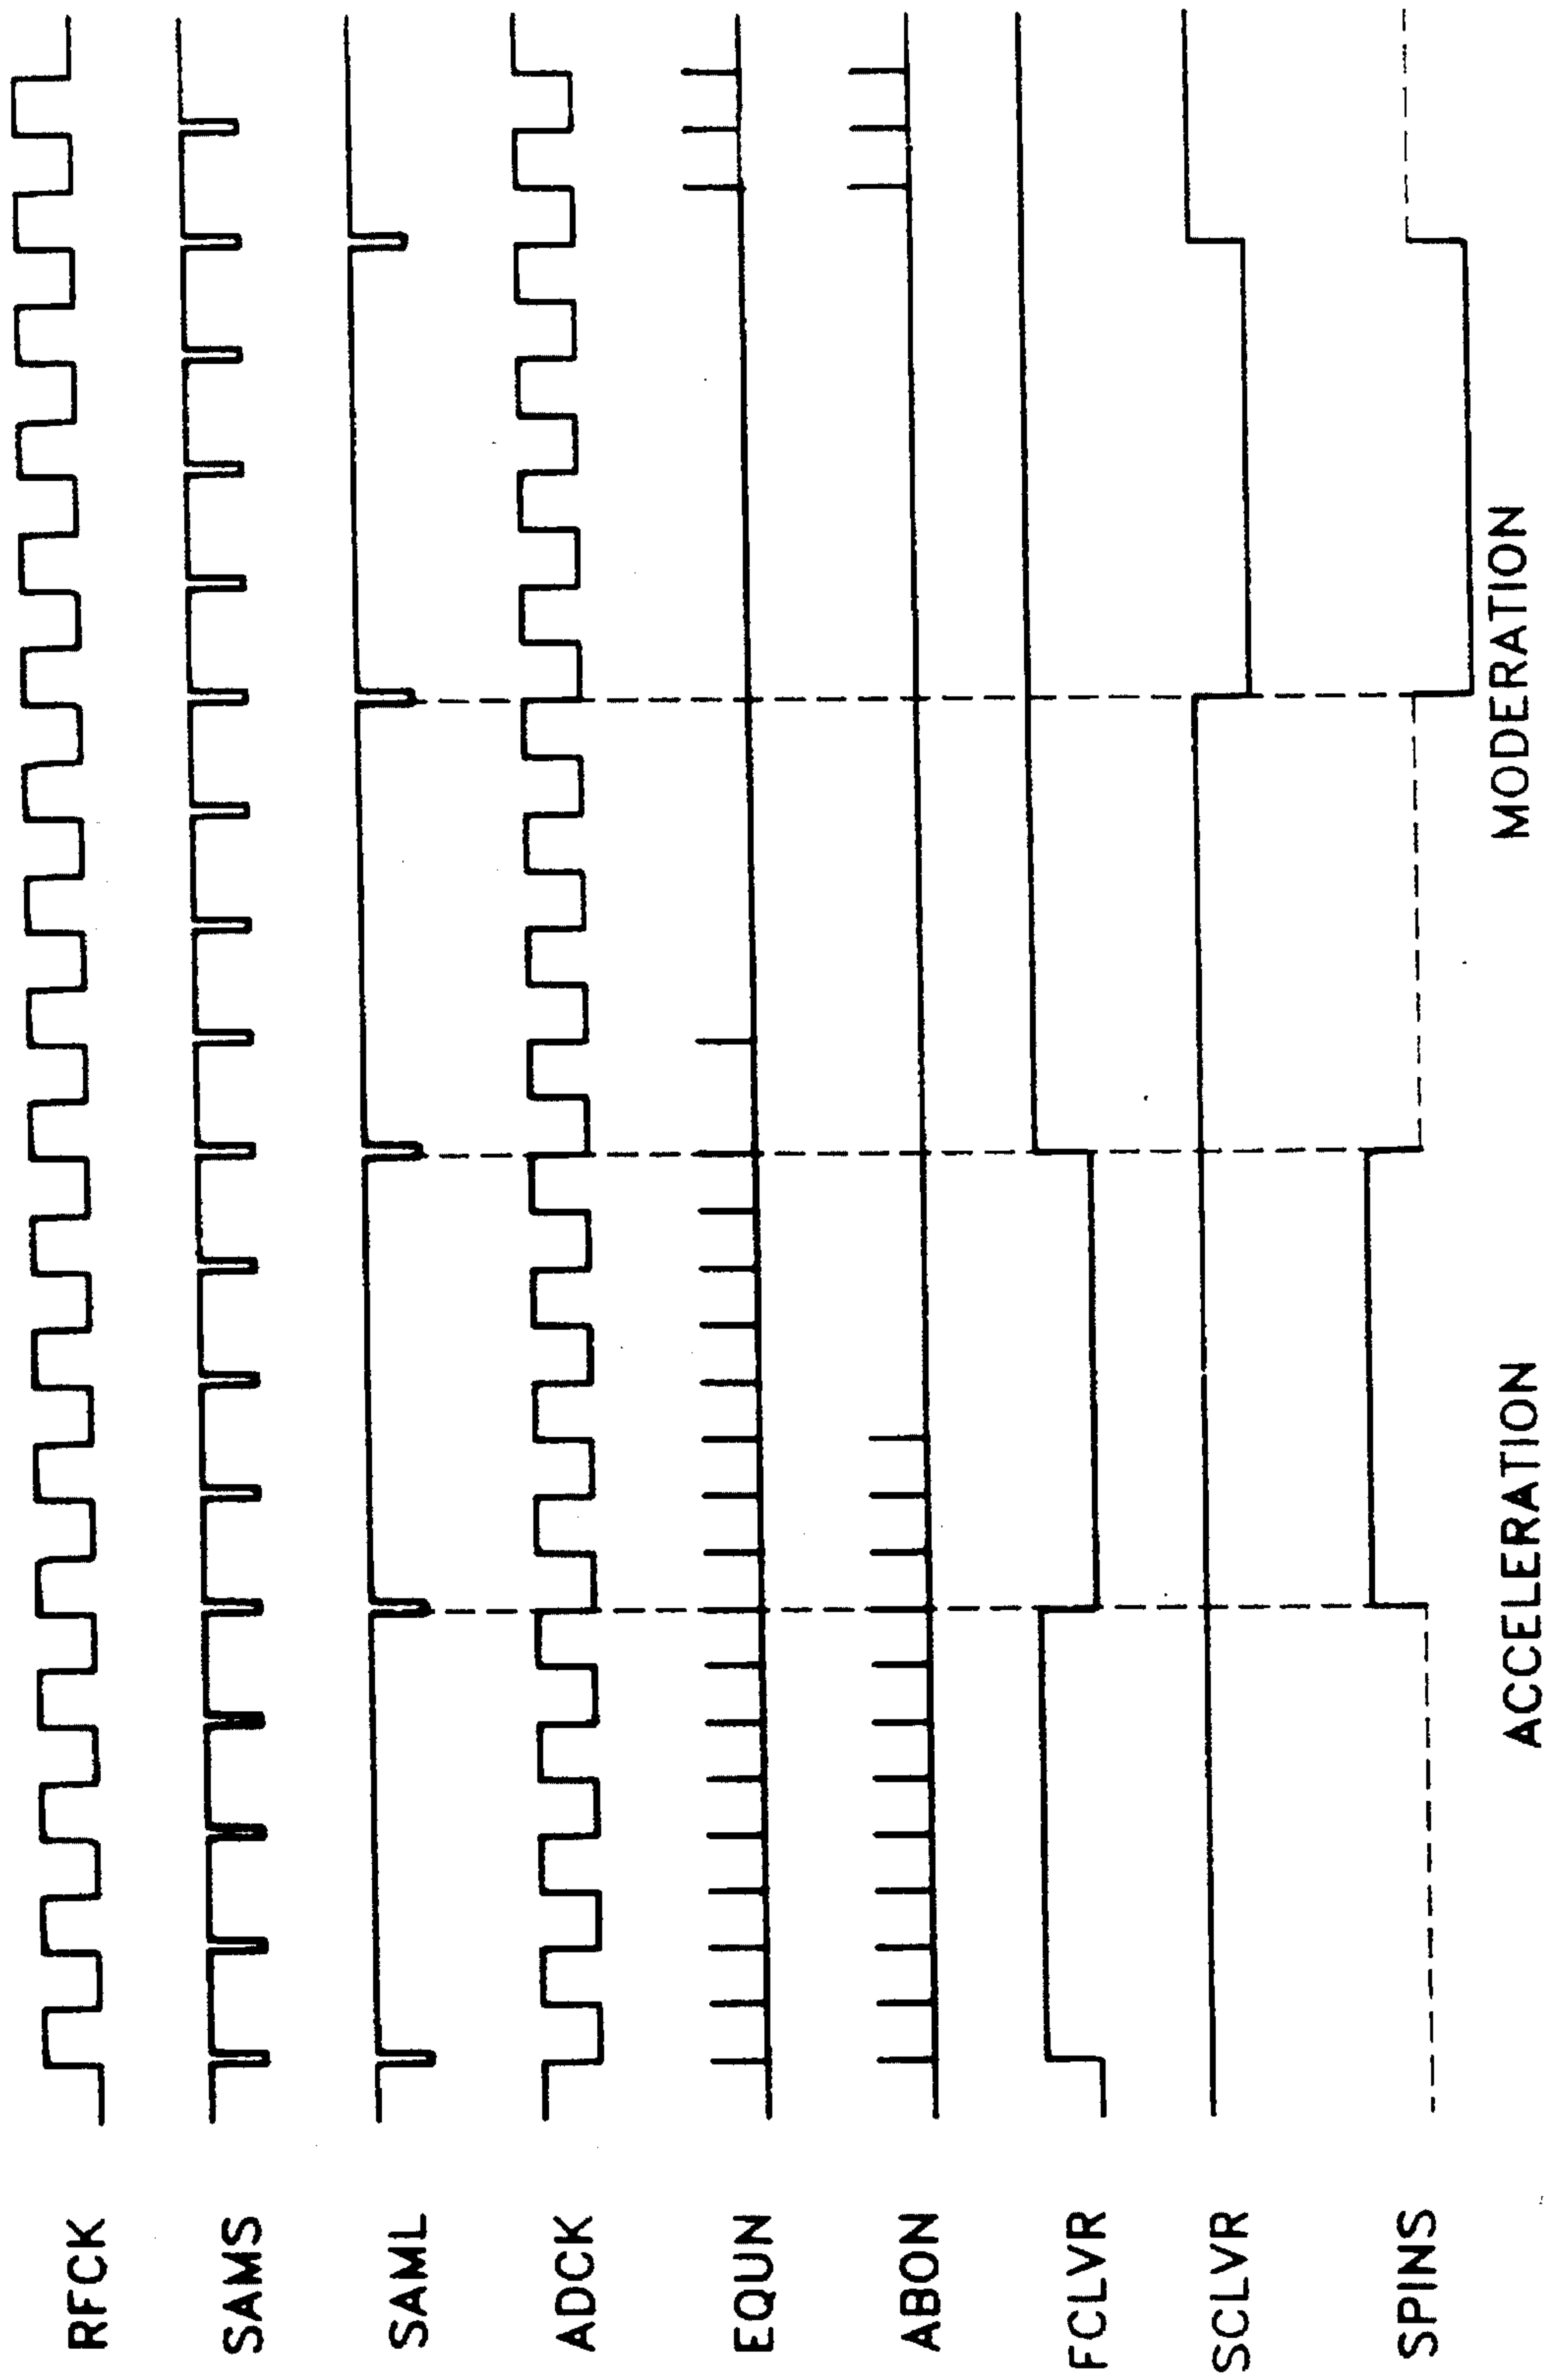 RFCK
SAMS
SAML
ADCK
EQUN
ABON
FCLVR
SCLVR
SPINS
ACCELERATION
MODERATION